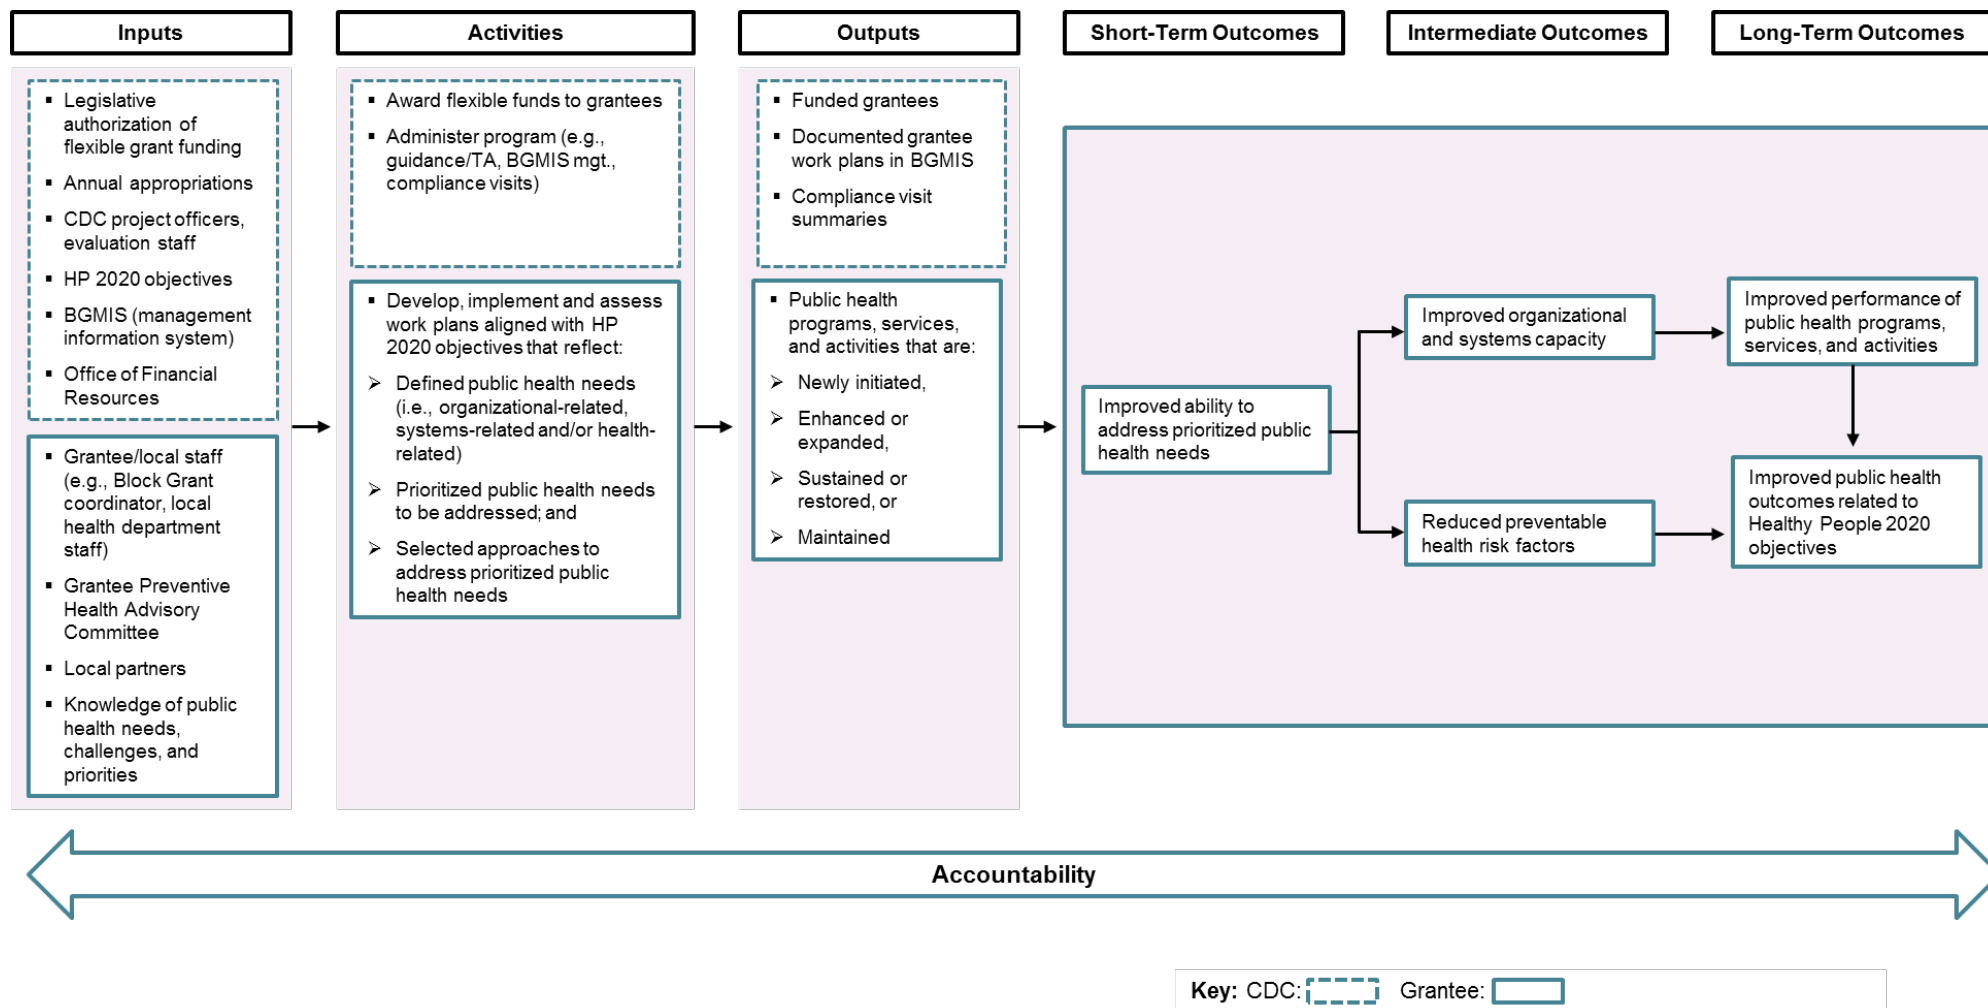 Inputs
Activities
Outputs
Short-Term Outcomes
Intermediate Outcomes
Long-Term Outcomes
▪ Legislative
authorization of
flexible grant funding
▪ Annual appropriations
▪ CDC project officers,
evaluation staff
▪ HP 2020 objectives
▪ BGMIS (management
information system)
▪ Office of Financial
Resources
▪ Grantee/local staff
(e.g., Block Grant
coordinator, local
health department
staff)
▪ Grantee Preventive
Health Advisory
Committee
▪ Local partners
▪ Knowledge of public
health needs,
challenges, and
priorities
▪ Award flexible funds to grantees
▪ Administer program (e.g.,
guidance/TA, BGMIS mgt.,
compliance visits)
▪ Develop, implement and assess
work plans aligned with HP
2020 objectives that reflect:
➢ Defined public health needs
(i.e., organizational-related,
systems-related and/or health-
related)
➢ Prioritized public health needs
to be addressed; and
➢ Selected approaches to
address prioritized public
health needs
▪ Funded grantees
▪ Documented grantee
work plans in BGMIS
▪ Compliance visit
summaries
▪ Public health
programs, services,
and activities that are:
➢ Newly initiated,
➢ Enhanced or
expanded,
➢ Sustained or
restored, or
➢ Maintained
Improved ability to
address prioritized public
health needs
Improved organizational
and systems capacity
Reduced preventable
health risk factors
Improved performance of
public health programs,
services, and activities
Improved public health
outcomes related to
Healthy People 2020
objectives
Accountability
Key: CDC: Grantee: